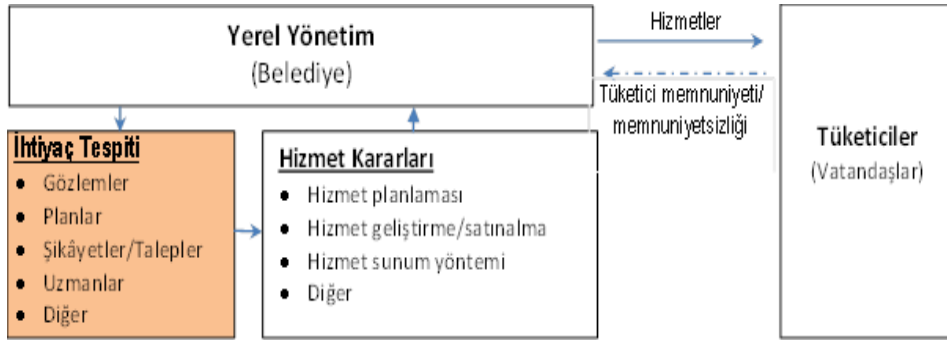 Yerel Yönetim
(Belediye)
Hizmetler
Tüketici memnuniyeti/
memnuniyetsizliği
Tüketiciler
(Vatandaşlar)
İhtiyaç Tespiti
• Gözlemler
• Planlar
• Şikâyetler/Talepler
• Uzmanlar
• Diğer
Hizmet Kararları
• Hizmet planlaması
• Hizmet geliştirme/satınalma
• Hizmet sunum yöntemi
• Diğer